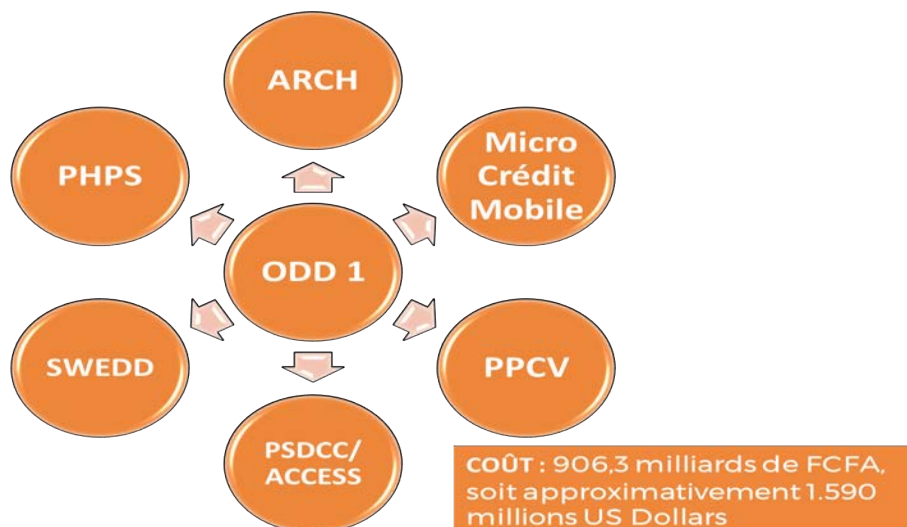 ARCH
PHPS
Micro
Crédit
Mobile
ODD 1
SWEDD
PPCV
PSDCC/
ACCESS
COÛT : 906,3 milliards de FCFA,
soit approximativement 1.590
millions US Dollars